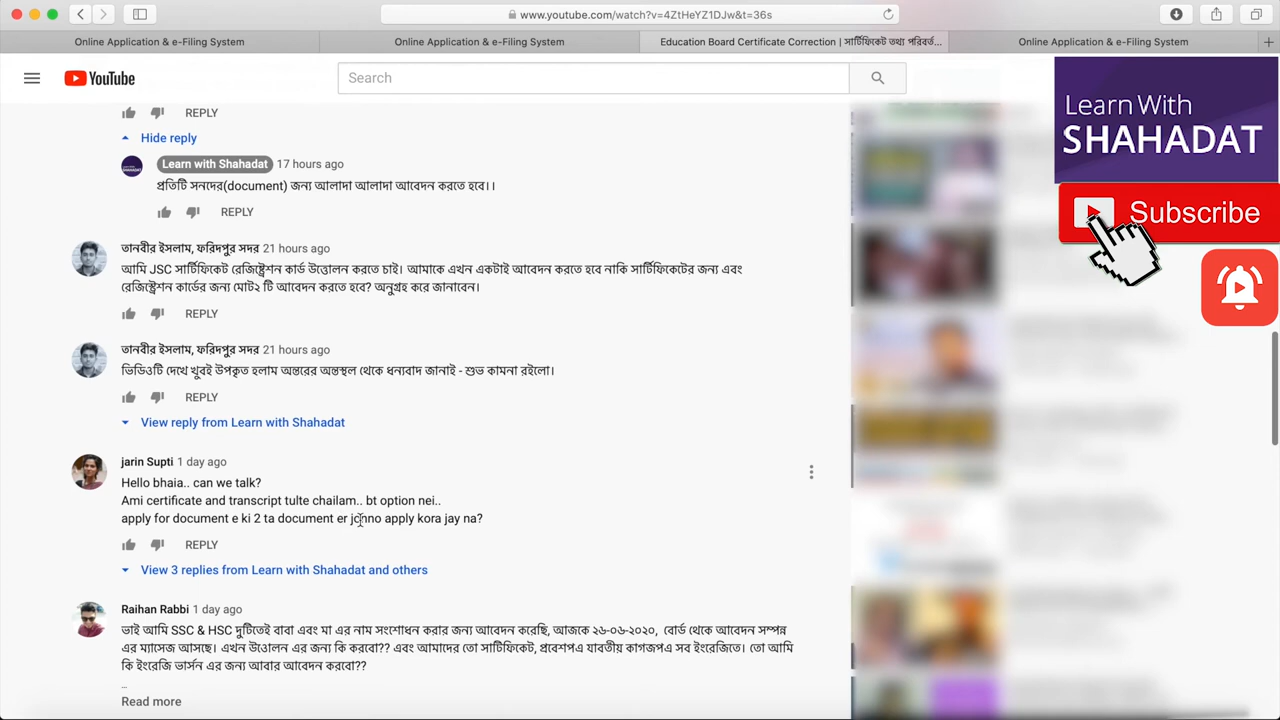 www.youtube.com/watch?v=4ZtHeYZ1DJw&t=36s
Online Application & e-Filing System
Online Application & e-Filing System
Education Board Certificate Correction | সার্টিফিকেট তথ্য পরিবর্ত...
Online Application & e-Filing System
YouTube
Search
Learn With
SHAHADAT
Subscribe
REPLY
Hide reply
Learn with Shahadat 17 hours ago
প্রতিটি সনদের(document) জন্য আলাদা আলাদা আবেদন করতে হবে।।
REPLY
তানবীর ইসলাম, ফরিদপুর সদর 21 hours ago
আমি JSC সার্টিফিকেট রেজিষ্ট্রেশন কার্ড উত্তোলন করতে চাই। আমাকে এখন একটাই আবেদন করতে হবে নাকি সার্টিফিকেটের জন্য এবং
রেজিস্ট্রেশন কার্ডের জন্য মোট২ টি আবেদন করতে হবে? অনুগ্রহ করে জানাবেন।
REPLY
তানবীর ইসলাম, ফরিদপুর সদর 21 hours ago
ভিডিওটি দেখে খুবই উপকৃত হলাম অন্তরের অন্তস্থল থেকে ধন্যবাদ জানাই - শুভ কামনা রইলো।
REPLY
View reply from Learn with Shahadat
jarin Supti 1 day ago
Hello bhaia.. can we talk?
Ami certificate and transcript tulte chailam.. bt option nei..
apply for document e ki 2 ta document er jonno apply kora jay na?
REPLY
View 3 replies from Learn with Shahadat and others
Raihan Rabbi 1 day ago
ভাই আমি SSC & HSC দুটিতেই বাবা এবং মা এর নাম সংশোধন করার জন্য আবেদন করেছি, আজকে ২৬-০৬-২০২০, বোর্ড থেকে আবেদন সম্পন্ন
এর ম্যাসেজ আসছে। এখন উওোলন এর জন্য কি করবো?? এবং আমাদের তো সাটিফিকেট, প্রবেশপএ যাবতীয় কাগজপএ সব ইংরেজিতে। তো আমি
কি ইংরেজি ভার্সন এর জন্য আবার আবেদন করবো??
...
Read more